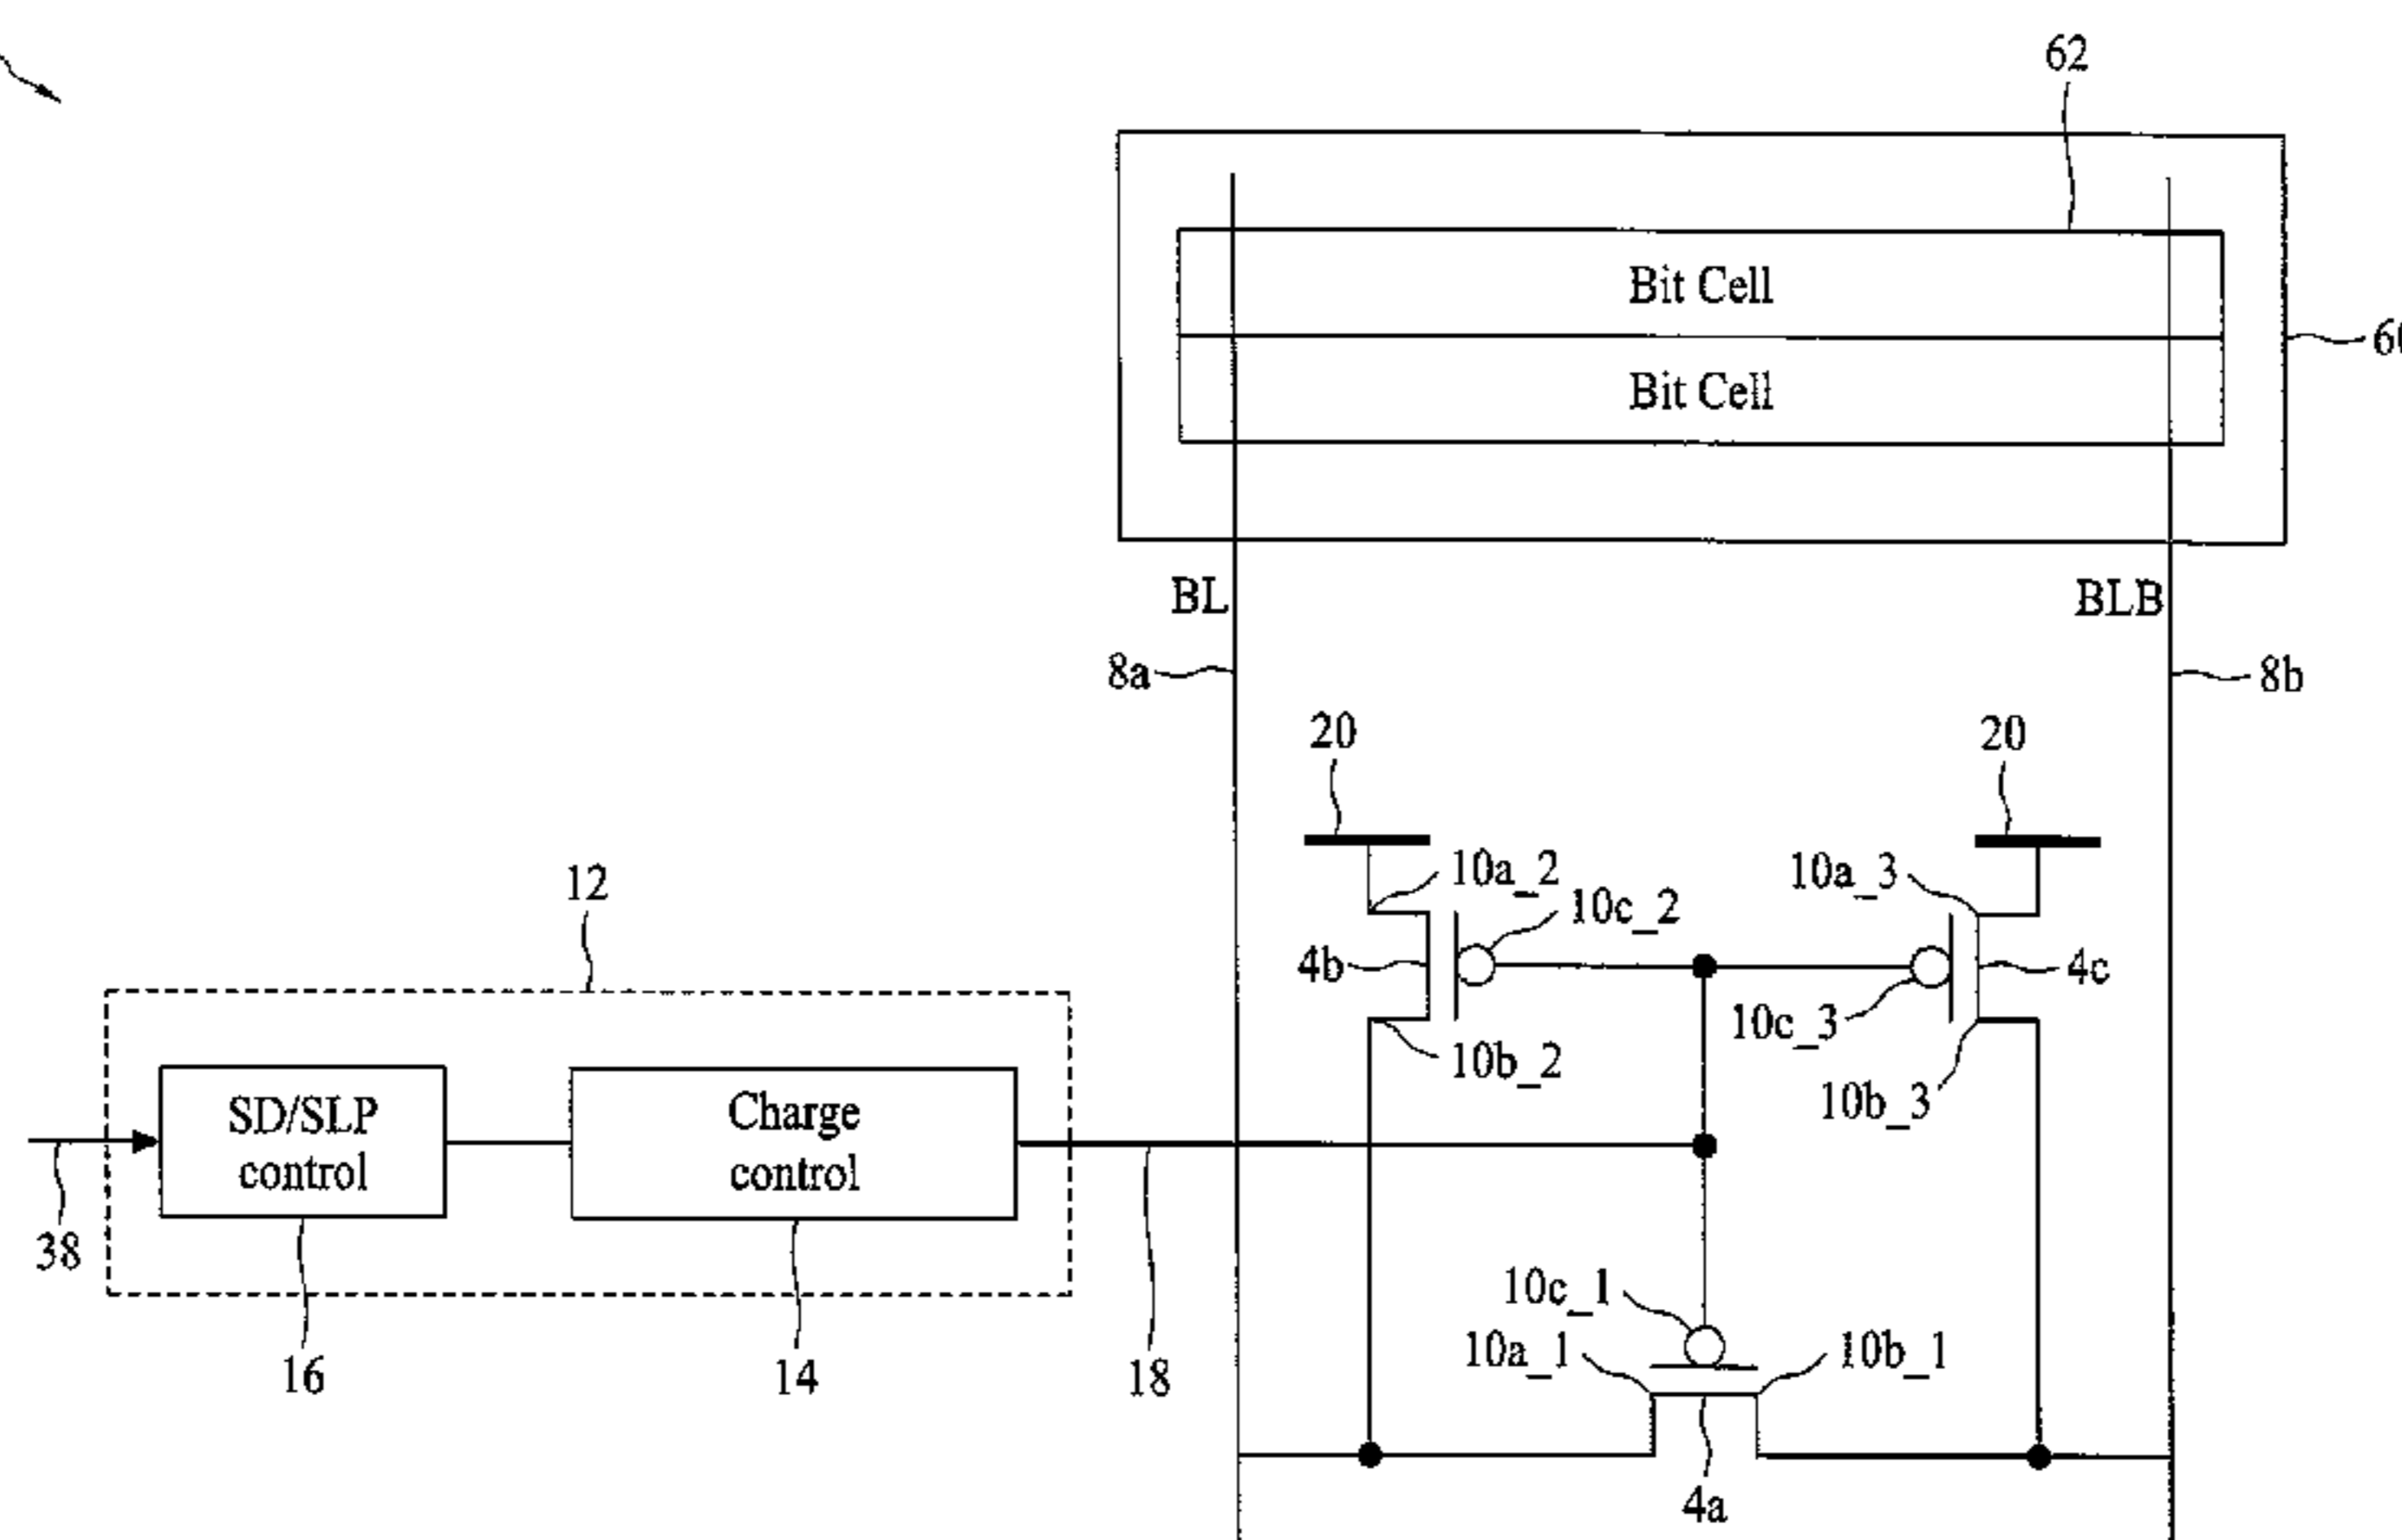 62
Bit Cell
Bit Cell
BL
BLB
8a
8b
20
20
10a_2
10a_3
10c_2
12
4b
4c
10c_3
10b_2
10b_3
SD/SLP
control
Charge
control
38
10c_1
10a_1
10b_1
16
14
18
4a